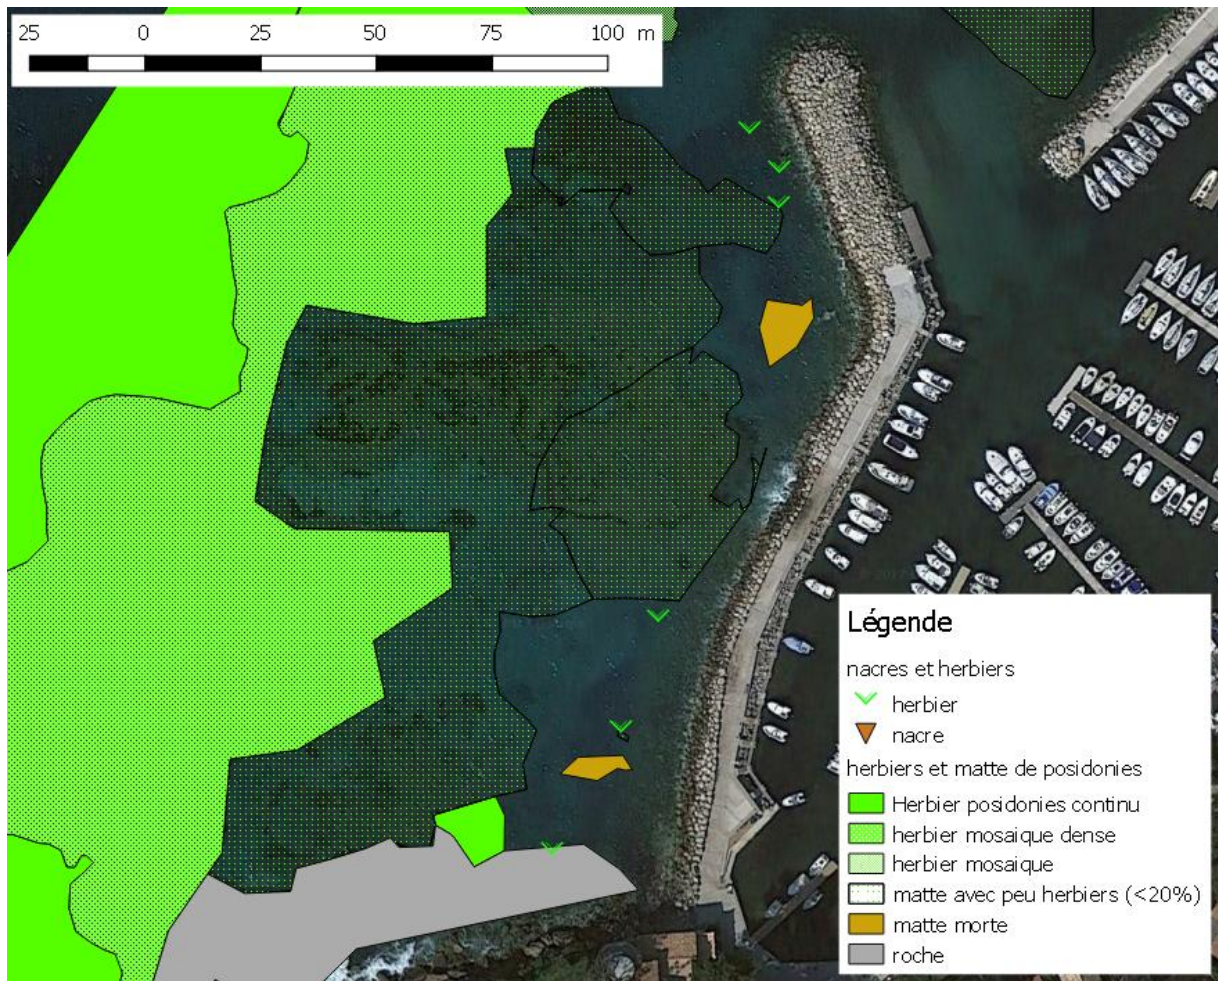 25 0 25 50 75 100 m
Légende
nacres et herbiers
herbier
nacre
herbiers et matte de posidonies
Herbier posidonies continu
herbier mosaique dense
herbier mosaique
matte avec peu herbiers (<20%)
matte morte
roche